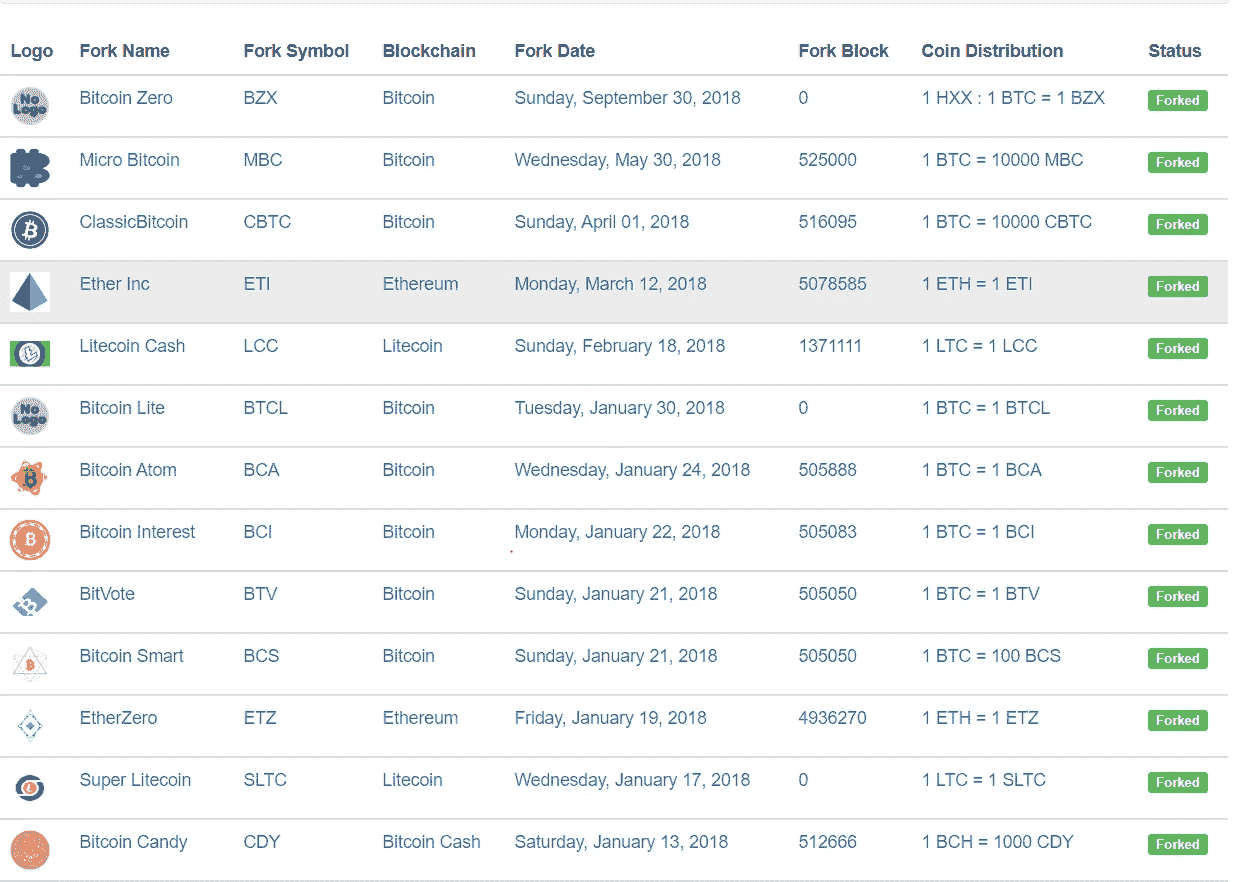 Logo Fork Name Fork Symbol Blockchain Fork Date Fork Block Coin Distribution Status
No Logo Bitcoin Zero BZX Bitcoin Sunday, September 30, 2018 0 1 HXX : 1 BTC = 1 BZX Forked
Micro Bitcoin MBC Bitcoin Wednesday, May 30, 2018 525000 1 BTC = 10000 MBC Forked
ClassicBitcoin CBTC Bitcoin Sunday, April 01, 2018 516095 1 BTC = 10000 CBTC Forked
Ether Inc ETI Ethereum Monday, March 12, 2018 5078585 1 ETH = 1 ETI Forked
Litecoin Cash LCC Litecoin Sunday, February 18, 2018 1371111 1 LTC = 1 LCC Forked
No Logo Bitcoin Lite BTCL Bitcoin Tuesday, January 30, 2018 0 1 BTC = 1 BTCL Forked
Bitcoin Atom BCA Bitcoin Wednesday, January 24, 2018 505888 1 BTC = 1 BCA Forked
Bitcoin Interest BCI Bitcoin Monday, January 22, 2018 505083 1 BTC = 1 BCI Forked
BitVote BTV Bitcoin Sunday, January 21, 2018 505050 1 BTC = 1 BTV Forked
Bitcoin Smart BCS Bitcoin Sunday, January 21, 2018 505050 1 BTC = 100 BCS Forked
EtherZero ETZ Ethereum Friday, January 19, 2018 4936270 1 ETH = 1 ETZ Forked
Super Litecoin SLTC Litecoin Wednesday, January 17, 2018 0 1 LTC = 1 SLTC Forked
Bitcoin Candy CDY Bitcoin Cash Saturday, January 13, 2018 512666 1 BCH = 1000 CDY Forked